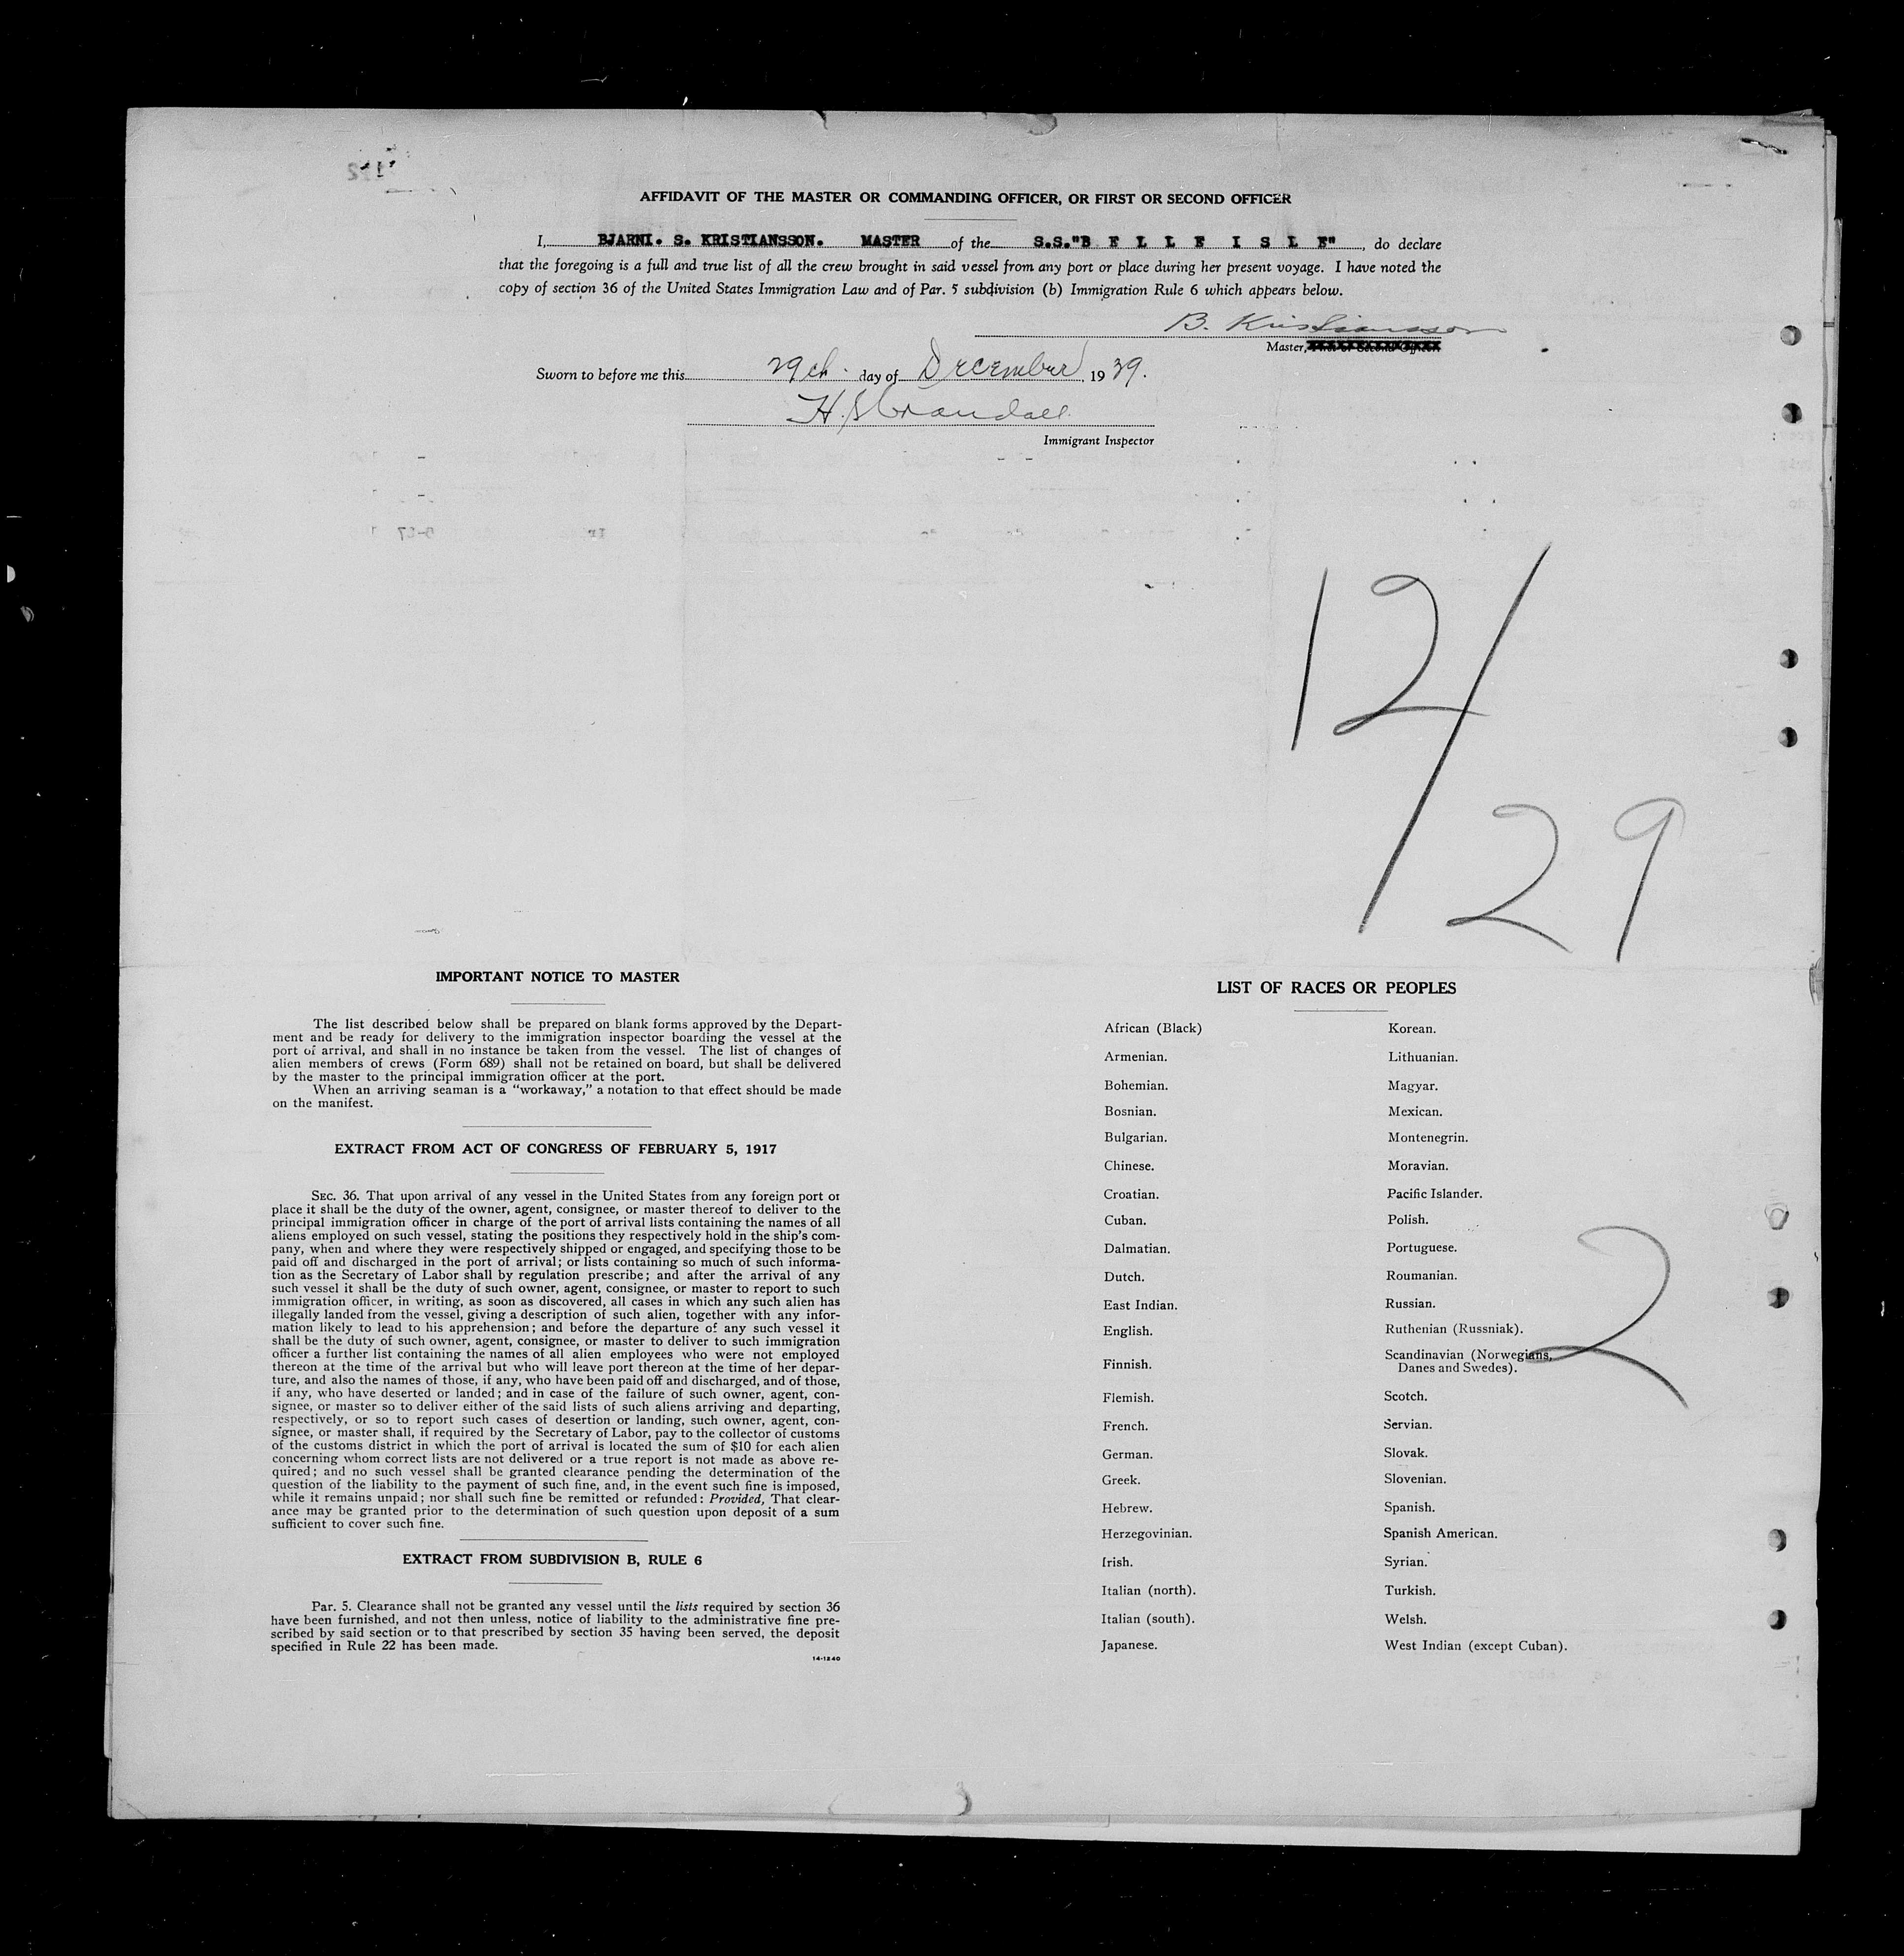 AFFIDAVIT OF THE MASTER OR COMMANDING OFFICER, OR FIRST OR SECOND OFFICER
I, BJARNI. S. KRISTIANSSON. MASTER of the S.S."B E L L E I S L E", do declare
that the foregoing is a full and true list of all the crew brought in said vessel from any port or place during her present voyage. I have noted the
copy of section 36 of the United States Immigration Law and of Par. 5 subdivision (b) Immigration Rule 6 which appears below.
B. Kristiansson
Master, First or Second Officer.
Sworn to before me this 29th. day of December, 19 39.
H. S. Crandall
Immigrant Inspector
12/
29
IMPORTANT NOTICE TO MASTER
The list described below shall be prepared on blank forms approved by the Depart-
ment and be ready for delivery to the immigration inspector boarding the vessel at the
port of arrival, and shall in no instance be taken from the vessel. The list of changes of
alien members of crews (Form 689) shall not be retained on board, but shall be delivered
by the master to the principal immigration officer at the port.
When an arriving seaman is a "workaway," a notation to that effect should be made
on the manifest.
EXTRACT FROM ACT OF CONGRESS OF FEBRUARY 5, 1917
SEC. 36. That upon arrival of any vessel in the United States from any foreign port or
place it shall be the duty of the owner, agent, consignee, or master thereof to deliver to the
principal immigration officer in charge of the port of arrival lists containing the names of all
aliens employed on such vessel, stating the positions they respectively hold in the ship's com-
pany, when and where they were respectively shipped or engaged, and specifying those to be
paid off and discharged in the port of arrival; or lists containing so much of such informa-
tion as the Secretary of Labor shall by regulation prescribe; and after the arrival of any
such vessel it shall be the duty of such owner, agent, consignee, or master to report to such
immigration officer, in writing, as soon as discovered, all cases in which any such alien has
illegally landed from the vessel, giving a description of such alien, together with any infor-
mation likely to lead to his apprehension; and before the departure of any such vessel it
shall be the duty of such owner, agent, consignee, or master to deliver to such immigration
officer a further list containing the names of all alien employees who were not employed
thereon at the time of the arrival but who will leave port thereon at the time of her depar-
ture, and also the names of those, if any, who have been paid off and discharged, and of those,
if any, who have deserted or landed; and in case of the failure of such owner, agent, con-
signee, or master so to deliver either of the said lists of such aliens arriving and departing,
respectively, or so to report such cases of desertion or landing, such owner, agent, con-
signee, or master shall, if required by the Secretary of Labor, pay to the collector of customs
of the customs district in which the port of arrival is located the sum of $10 for each alien
concerning whom correct lists are not delivered or a true report is not made as above re-
quired; and no such vessel shall be granted clearance pending the determination of the
question of the liability to the payment of such fine, and, in the event such fine is imposed,
while it remains unpaid; nor shall such fine be remitted or refunded: Provided, That clear-
ance may be granted prior to the determination of such question upon deposit of a sum
sufficient to cover such fine.
EXTRACT FROM SUBDIVISION B, RULE 6
Par. 5. Clearance shall not be granted any vessel until the lists required by section 36
have been furnished, and not then unless, notice of liability to the administrative fine pre-
scribed by said section or to that prescribed by section 35 having been served, the deposit
specified in Rule 22 has been made.
14-1240
LIST OF RACES OR PEOPLES
African (Black)
Armenian.
Bohemian.
Bosnian.
Bulgarian.
Chinese.
Croatian.
Cuban.
Dalmatian.
Dutch.
East Indian.
English.
Finnish.
Flemish.
French.
German.
Greek.
Hebrew.
Herzegovinian.
Irish.
Italian (north).
Italian (south).
Japanese.
Korean.
Lithuanian.
Magyar.
Mexican.
Montenegrin.
Moravian.
Pacific Islander.
Polish.
Portuguese.
Roumanian.
Russian.
Ruthenian (Russniak).
Scandinavian (Norwegians,
Danes and Swedes).
Scotch.
Servian.
Slovak.
Slovenian.
Spanish.
Spanish American.
Syrian.
Turkish.
Welsh.
West Indian (except Cuban).
2